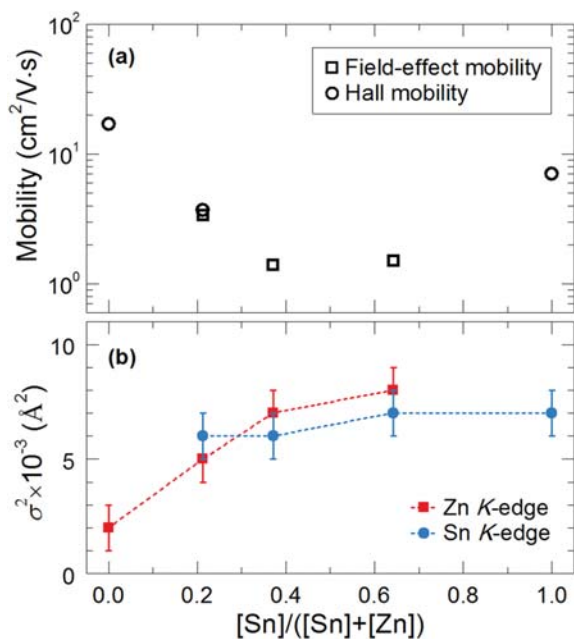 (a)
Field-effect mobility
Hall mobility
Mobility (cm²/V·s)
10²
10¹
10⁰
(b)
σ²×10⁻³ (Å²)
10
5
0
Zn K-edge
Sn K-edge
0.0 0.2 0.4 0.6 0.8 1.0
[Sn]/([Sn]+[Zn])